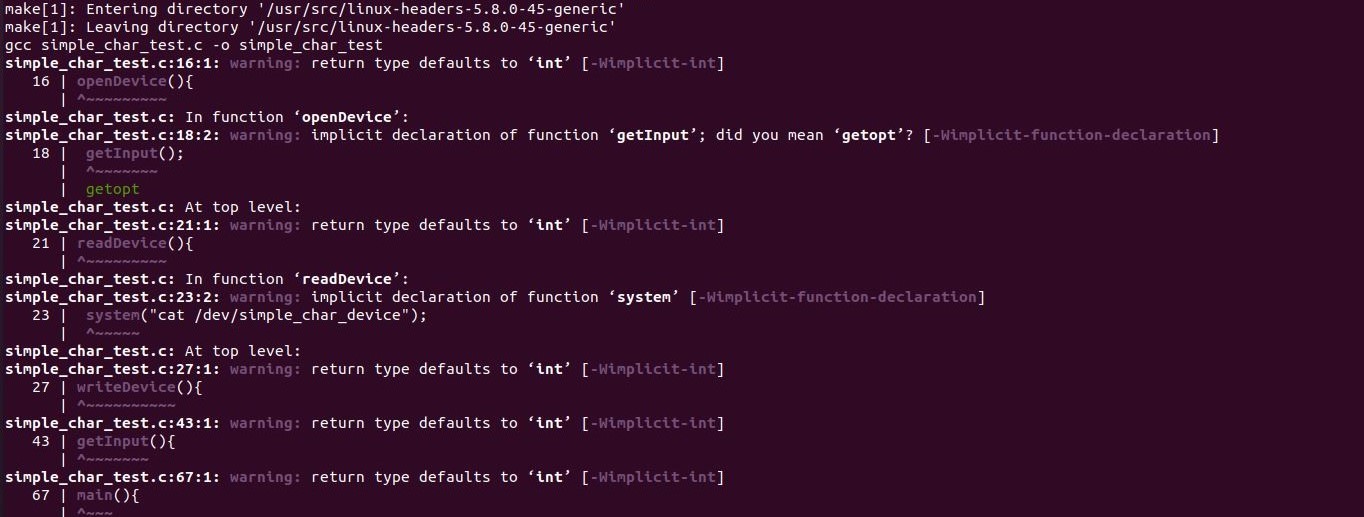 make[1]: Entering directory '/usr/src/linux-headers-5.8.0-45-generic'
make[1]: Leaving directory '/usr/src/linux-headers-5.8.0-45-generic'
gcc simple_char_test.c -o simple_char_test
simple_char_test.c:16:1: warning: return type defaults to ‘int’ [-Wimplicit-int]
   16 | openDevice(){
      | ^~~~~~~~~~
simple_char_test.c: In function ‘openDevice’:
simple_char_test.c:18:2: warning: implicit declaration of function ‘getInput’; did you mean ‘getopt’? [-Wimplicit-function-declaration]
   18 |  getInput();
      |  ^~~~~~~~
      |  getopt
simple_char_test.c: At top level:
simple_char_test.c:21:1: warning: return type defaults to ‘int’ [-Wimplicit-int]
   21 | readDevice(){
      | ^~~~~~~~~~
simple_char_test.c: In function ‘readDevice’:
simple_char_test.c:23:2: warning: implicit declaration of function ‘system’ [-Wimplicit-function-declaration]
   23 |  system("cat /dev/simple_char_device");
      |  ^~~~~~
simple_char_test.c: At top level:
simple_char_test.c:27:1: warning: return type defaults to ‘int’ [-Wimplicit-int]
   27 | writeDevice(){
      | ^~~~~~~~~~~
simple_char_test.c:43:1: warning: return type defaults to ‘int’ [-Wimplicit-int]
   43 | getInput(){
      | ^~~~~~~~
simple_char_test.c:67:1: warning: return type defaults to ‘int’ [-Wimplicit-int]
   67 | main(){
      | ^~~~